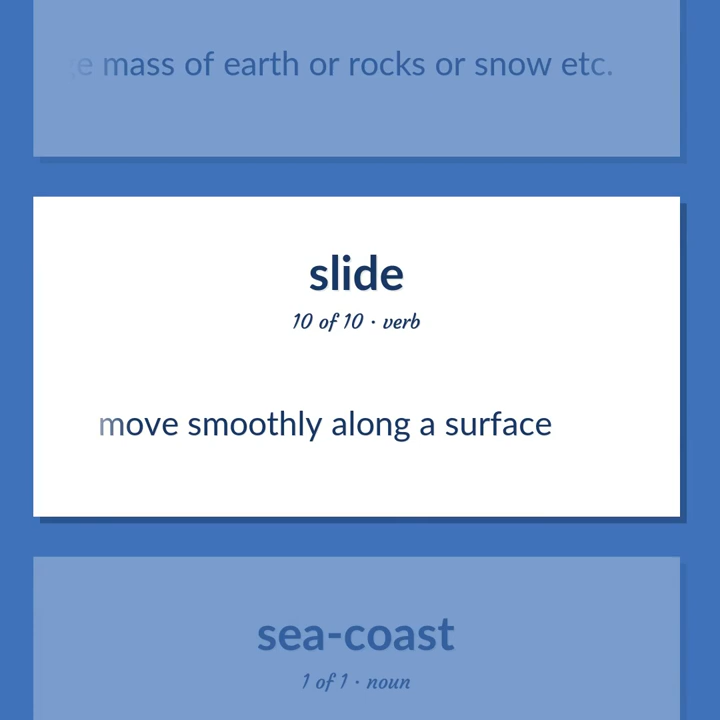 mass of earth or rocks or snow etc.
slide
10 of 10 · verb
move smoothly along a surface
sea-coast
1 of 1 · noun